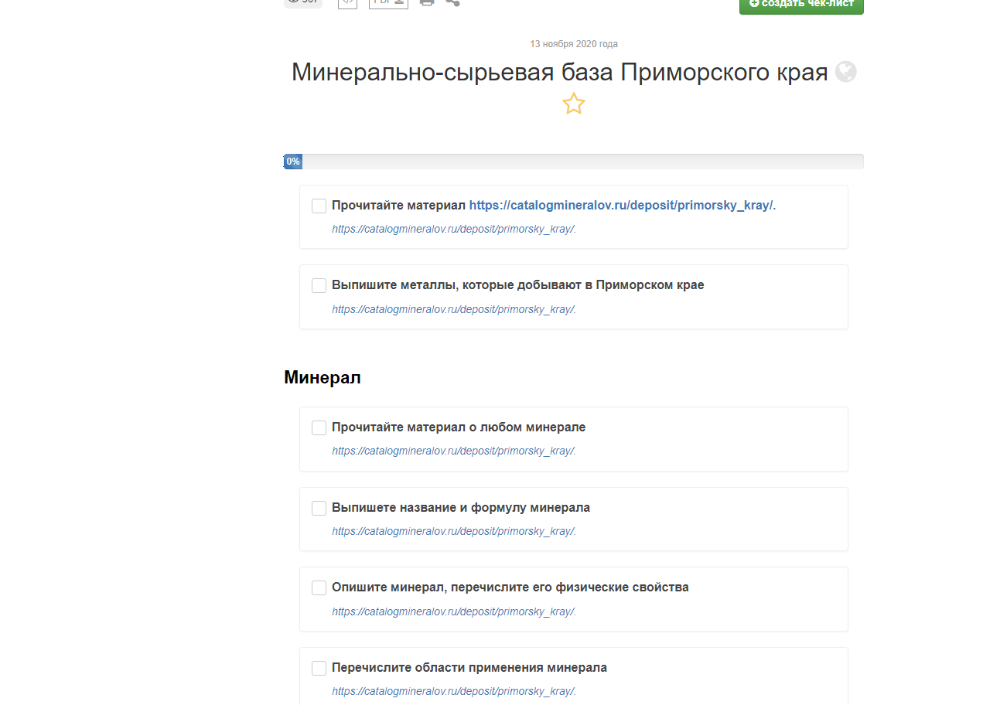 создать чек-лист
13 ноября 2020 года
Минерально-сырьевая база Приморского края
0%
Прочитайте материал https://catalogmineralov.ru/deposit/primorsky_kray/.
https://catalogmineralov.ru/deposit/primorsky_kray/.
Выпишите металлы, которые добывают в Приморском крае
https://catalogmineralov.ru/deposit/primorsky_kray/.
Минерал
Прочитайте материал о любом минерале
https://catalogmineralov.ru/deposit/primorsky_kray/.
Выпишете название и формулу минерала
https://catalogmineralov.ru/deposit/primorsky_kray/.
Опишите минерал, перечислите его физические свойства
https://catalogmineralov.ru/deposit/primorsky_kray/.
Перечислите области применения минерала
https://catalogmineralov.ru/deposit/primorsky_kray/.